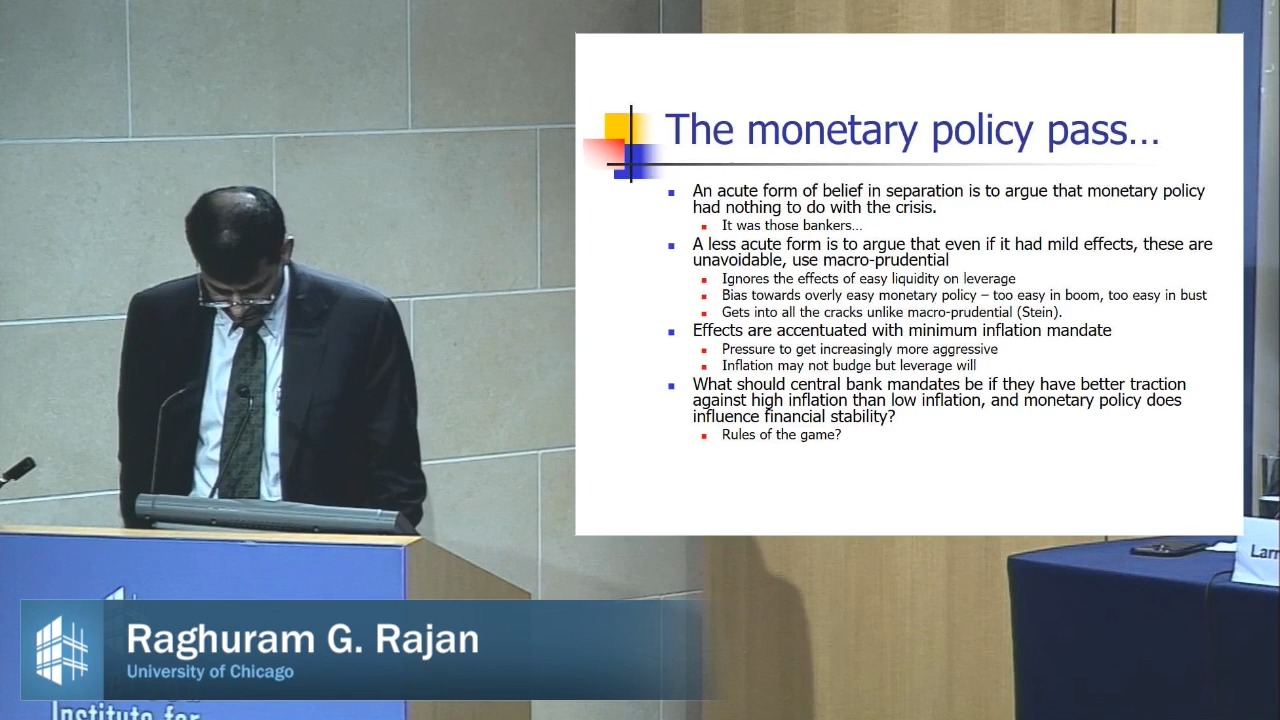 The monetary policy pass...
An acute form of belief in separation is to argue that monetary policy
had nothing to do with the crisis.
It was those bankers...
A less acute form is to argue that even if it had mild effects, these are
unavoidable, use macro-prudential
Ignores the effects of easy liquidity on leverage
Bias towards overly easy monetary policy – too easy in boom, too easy in bust
Gets into all the cracks unlike macro-prudential (Stein).
Effects are accentuated with minimum inflation mandate
Pressure to get increasingly more aggressive
Inflation may not budge but leverage will
What should central bank mandates be if they have better traction
against high inflation than low inflation, and monetary policy does
influence financial stability?
Rules of the game?
Raghuram G. Rajan
University of Chicago
Institute for